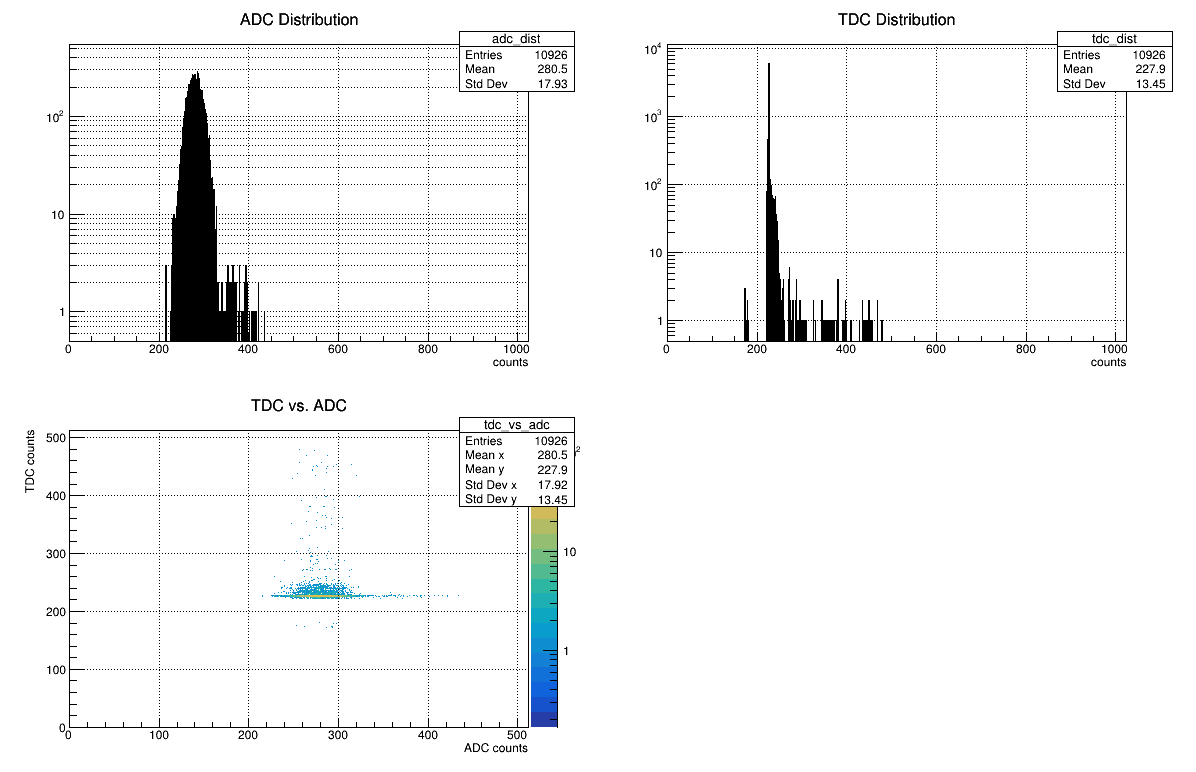 ADC Distribution
adc_dist
Entries 10926
Mean 280.5
Std Dev 17.93
10²
10
1
0 200 400 600 800 1000
counts
TDC Distribution
tdc_dist
Entries 10926
Mean 227.9
Std Dev 13.45
10⁴
10³
10²
10
1
0 200 400 600 800 1000
counts
TDC vs. ADC
tdc_vs_adc
Entries 10926
Mean x 280.5
Mean y 227.9
Std Dev x 17.92
Std Dev y 13.45
TDC counts
500
400
300
200
100
0
0 100 200 300 400 500
ADC counts
2
10
1